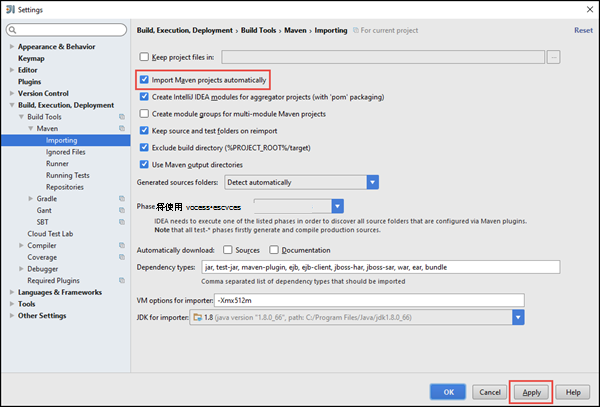 Settings
Build, Execution, Deployment › Build Tools › Maven › Importing For current project Reset
Appearance & Behavior
Keymap
Editor
Plugins
Version Control
Build, Execution, Deployment
Build Tools
Maven
Importing
Ignored Files
Runner
Running Tests
Repositories
Gradle
Gant
SBT
Cloud Test Lab
Compiler
Coverage
Debugger
Required Plugins
Languages & Frameworks
Tools
Other Settings
Keep project files in: ...
Import Maven projects automatically
Create IntelliJ IDEA modules for aggregator projects (with 'pom' packaging)
Create module groups for multi-module Maven projects
Keep source and test folders on reimport
Exclude build directory (%PROJECT_ROOT%/target)
Use Maven output directories
Generated sources folders: Detect automatically
Phase 将使用
IDEA needs to execute one of the listed phases in order to discover all source folders that are configured via Maven plugins.
Note that all test-* phases firstly generate and compile production sources.
Automatically download: Sources Documentation
Dependency types: jar, test-jar, maven-plugin, ejb, ejb-client, jboss-har, jboss-sar, war, ear, bundle
Comma separated list of dependency types that should be imported
VM options for importer: -Xmx512m
JDK for importer: 1.8 (java version "1.8.0_66", path: C:/Program Files/Java/jdk1.8.0_66)
OK Cancel Apply Help